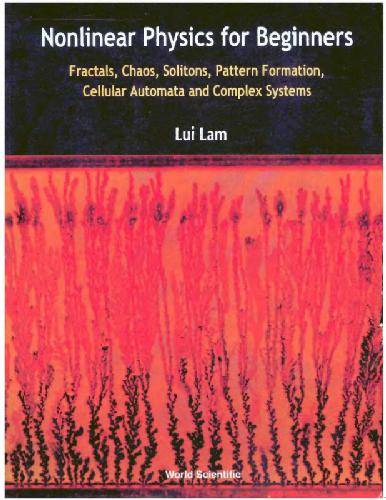 Nonlinear Physics for Beginners
Fractals, Chaos, Solitons, Pattern Formation,
Cellular Automata and Complex Systems
Lui Lam
World Scientific